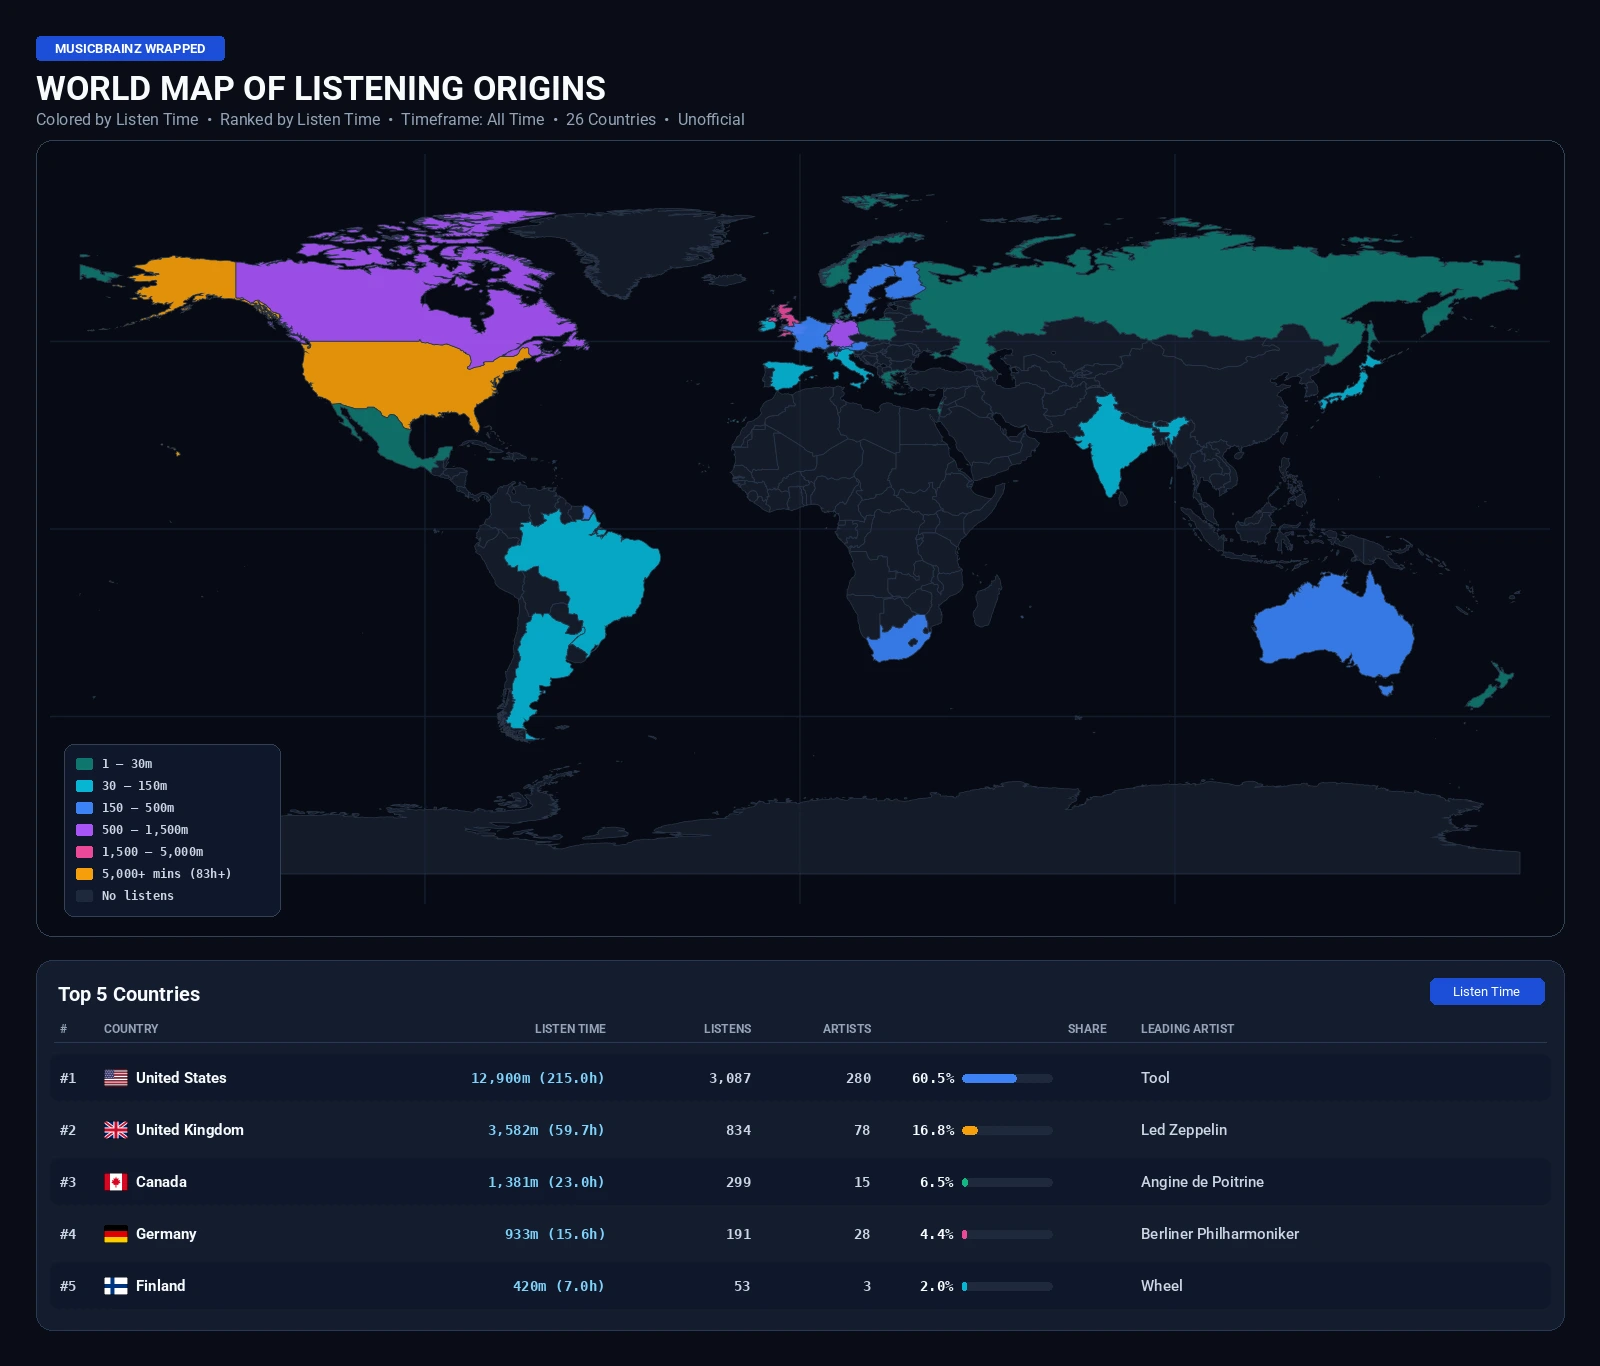 MUSICBRAINZ WRAPPED
WORLD MAP OF LISTENING ORIGINS
Colored by Listen Time • Ranked by Listen Time • Timeframe: All Time • 26 Countries • Unofficial
1 – 30m
30 – 150m
150 – 500m
500 – 1,500m
1,500 – 5,000m
5,000+ mins (83h+)
No listens
Top 5 Countries
Listen Time
# COUNTRY LISTEN TIME LISTENS ARTISTS SHARE LEADING ARTIST
#1 United States 12,900m (215.0h) 3,087 280 60.5% Tool
#2 United Kingdom 3,582m (59.7h) 834 78 16.8% Led Zeppelin
#3 Canada 1,381m (23.0h) 299 15 6.5% Angine de Poitrine
#4 Germany 933m (15.6h) 191 28 4.4% Berliner Philharmoniker
#5 Finland 420m (7.0h) 53 3 2.0% Wheel